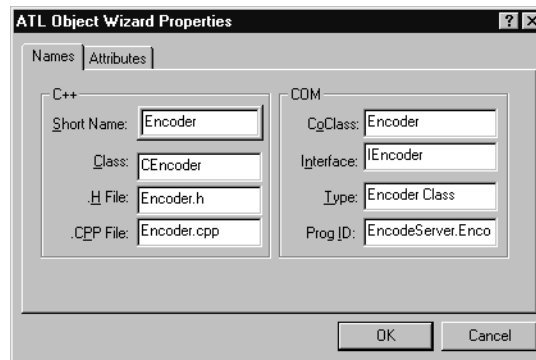 ATL Object Wizard Properties
Names Attributes
C++
Short Name: Encoder
Class: CEncoder
.H File: Encoder.h
.CPP File: Encoder.cpp
COM
CoClass: Encoder
Interface: IEncoder
Type: Encoder Class
Prog ID: EncodeServer.Enco
OK Cancel